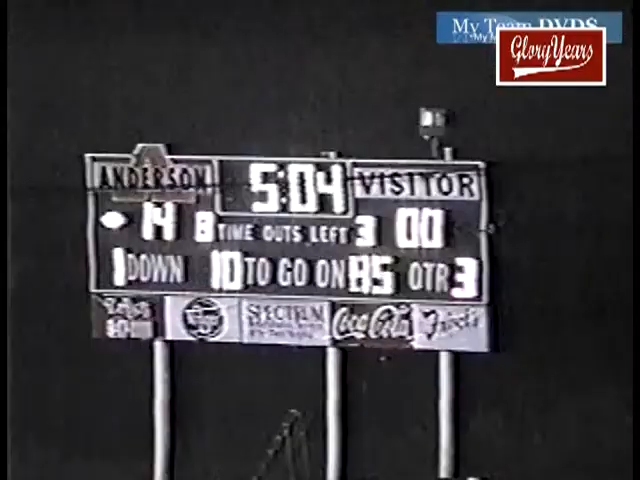 My Team DVDS
Glory Years
ANDERSON 5:04 VISITOR
14 8 TIME OUTS LEFT 3 00
1 DOWN 10 TO GO ON 85 QTR 3
SPECTRUM
Coca-Cola